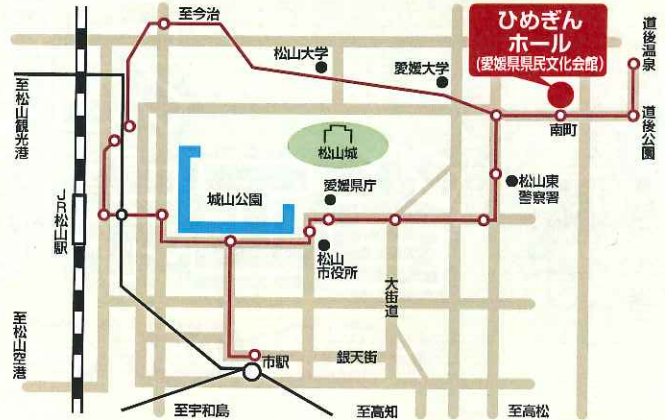 至今治
ひめぎん
ホール
(愛媛県県民文化会館)
道後温泉
松山大学
愛媛大学
至松山観光港
南町
道後公園
松山城
松山東
警察署
愛媛県庁
城山公園
JR松山駅
松山
市役所
大街道
至松山空港
市駅
銀天街
至宇和島
至高知
至高松